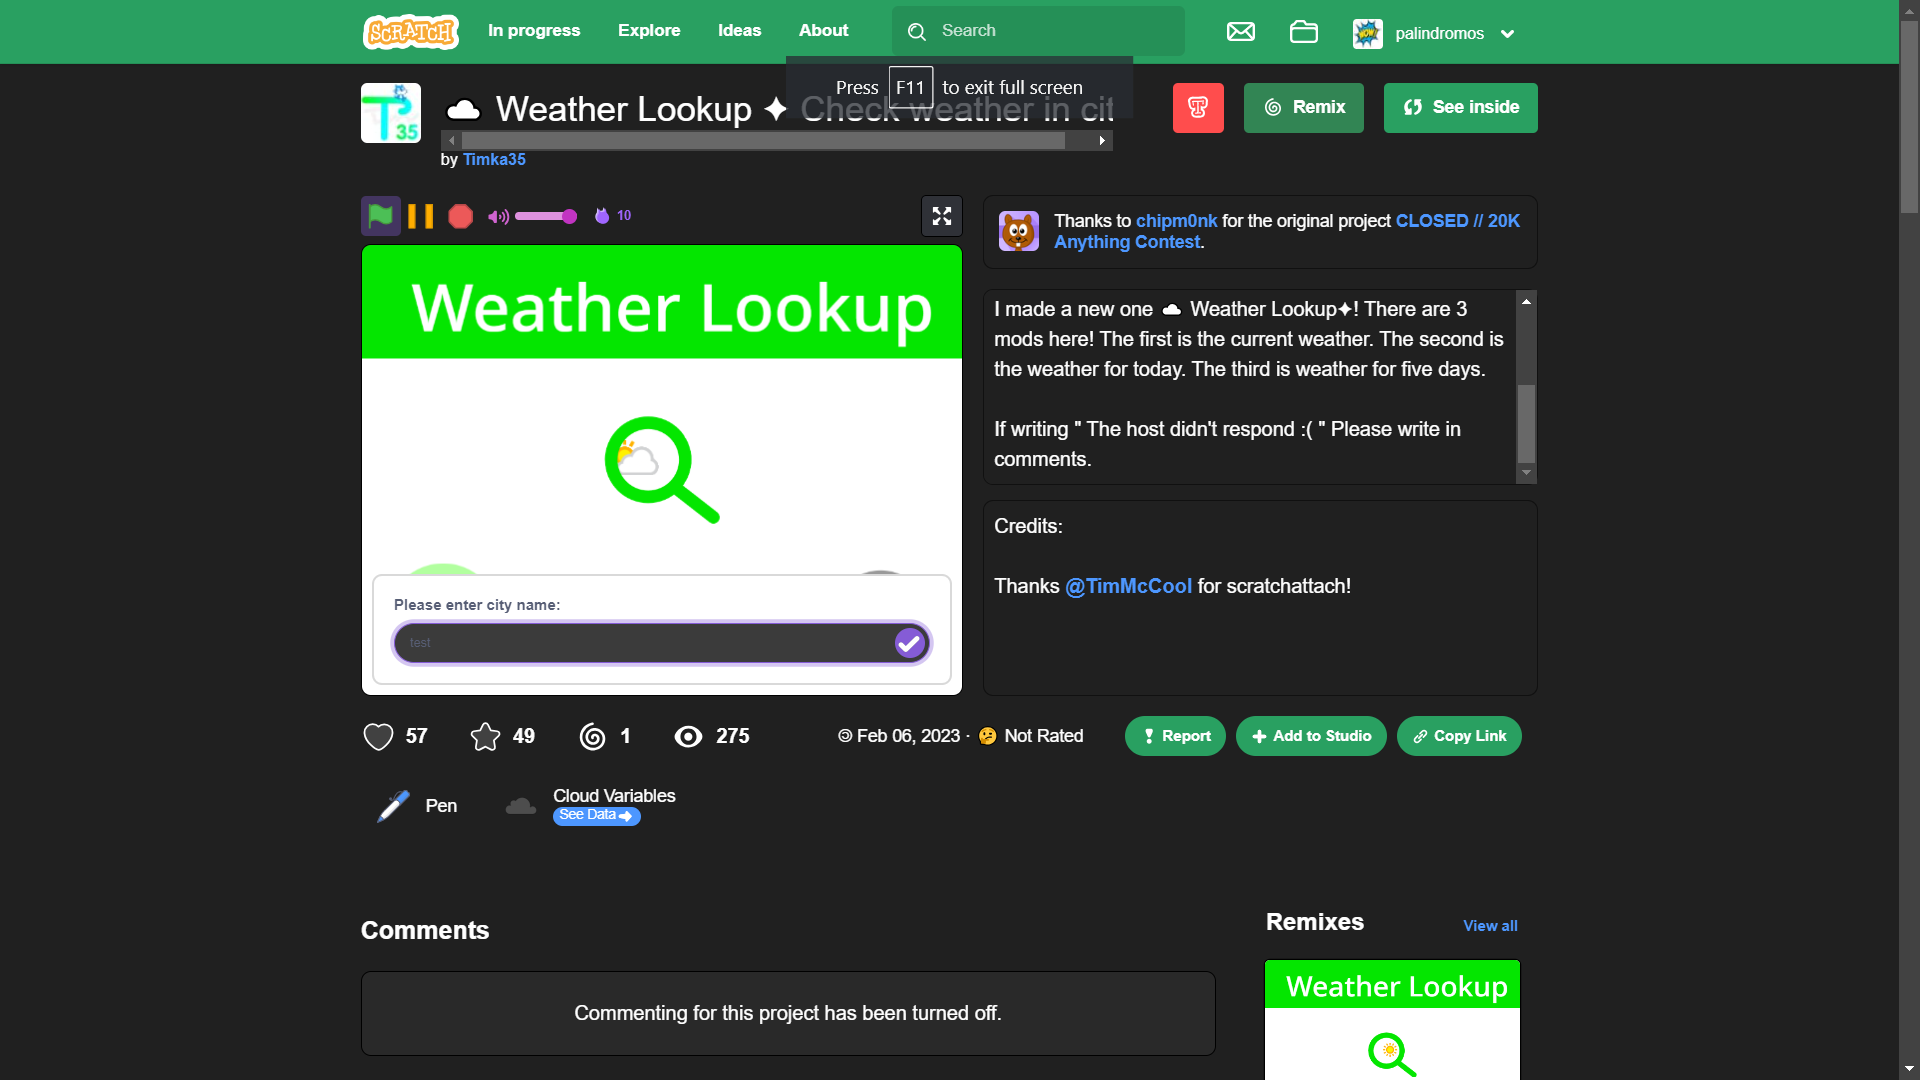 SCRATCH
In progress
Explore
Ideas
About
Search
palindromos
Press F11 to exit full screen
Weather Lookup ✦ Check weather in cit
by Timka35
Remix
See inside
10
Thanks to chipm0nk for the original project CLOSED // 20K
Anything Contest.
Weather Lookup
Please enter city name:
test
I made a new one ☁ Weather Lookup✦! There are 3
mods here! The first is the current weather. The second is
the weather for today. The third is weather for five days.
If writing " The host didn't respond :( " Please write in
comments.
Credits:
Thanks @TimMcCool for scratchattach!
57
49
1
275
© Feb 06, 2023 · 🤔 Not Rated
Report
Add to Studio
Copy Link
Pen
Cloud Variables
See Data
Comments
Commenting for this project has been turned off.
Remixes
View all
Weather Lookup